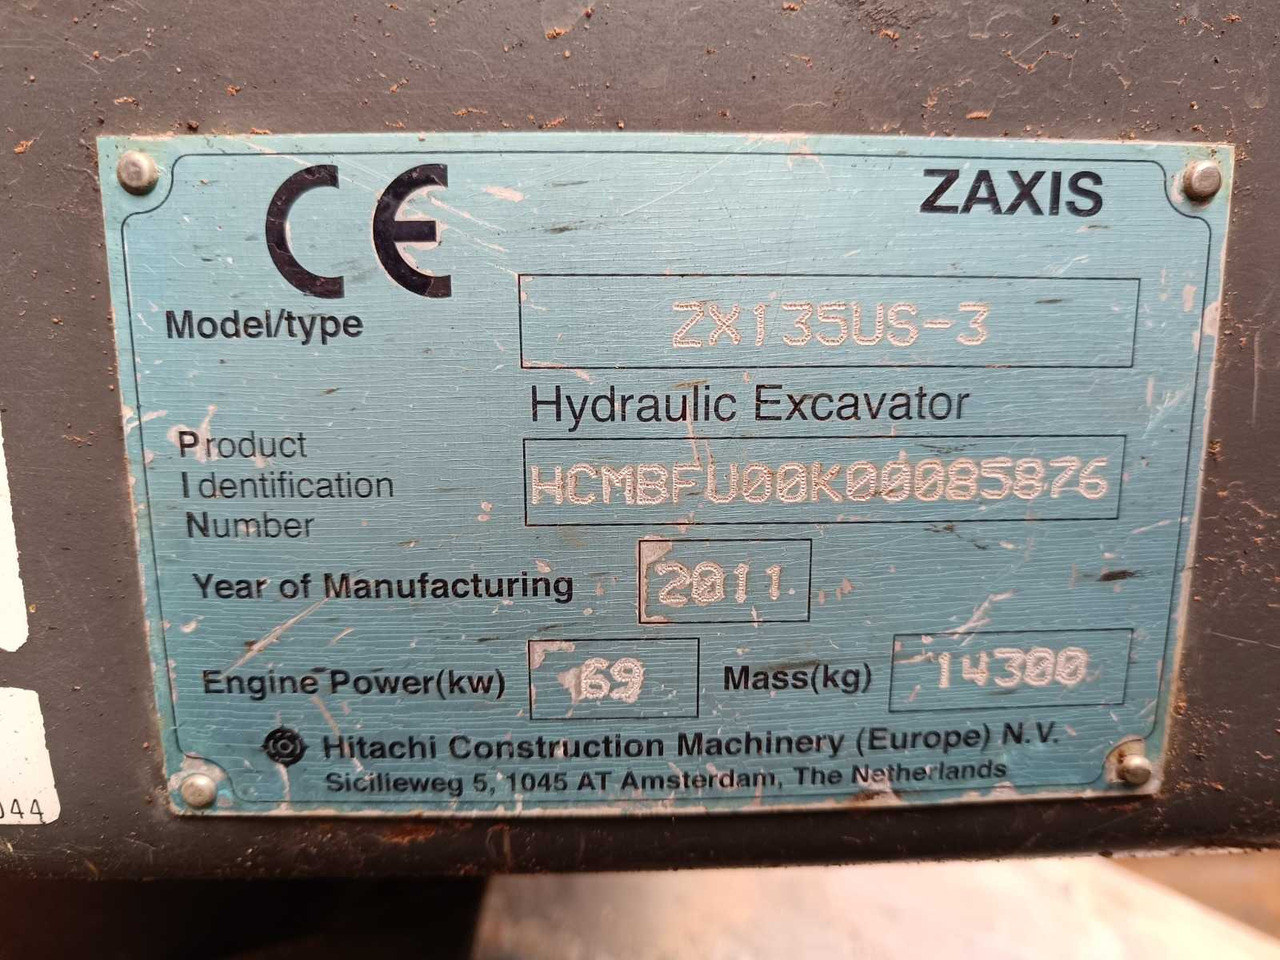 CE
ZAXIS
Model/type
ZX135US-3
Hydraulic Excavator
Product
Identification
Number
HCMBFU00K00085876
Year of Manufacturing 2011
Engine Power(kw) 69 Mass(kg) 14300
Hitachi Construction Machinery (Europe) N.V.
Sicilieweg 5, 1045 AT Amsterdam, The Netherlands
44